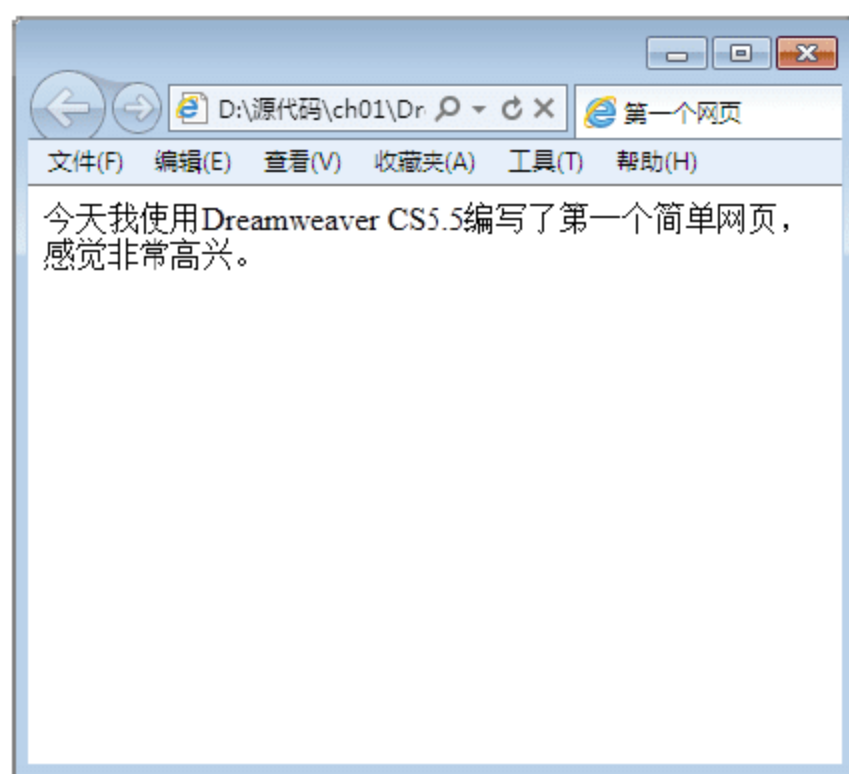 D:\源代码\ch01\Dr
第一个网页
文件(F) 编辑(E) 查看(V) 收藏夹(A) 工具(T) 帮助(H)
今天我使用Dreamweaver CS5.5编写了第一个简单网页，
感觉非常高兴。